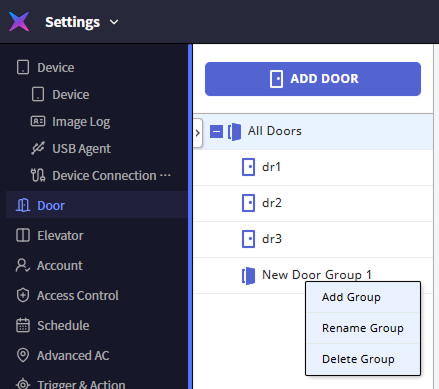 Settings
Device
Device
Image Log
USB Agent
Device Connection ···
Door
Elevator
Account
Access Control
Schedule
Advanced AC
Trigger & Action
ADD DOOR
All Doors
dr1
dr2
dr3
New Door Group 1
Add Group
Rename Group
Delete Group